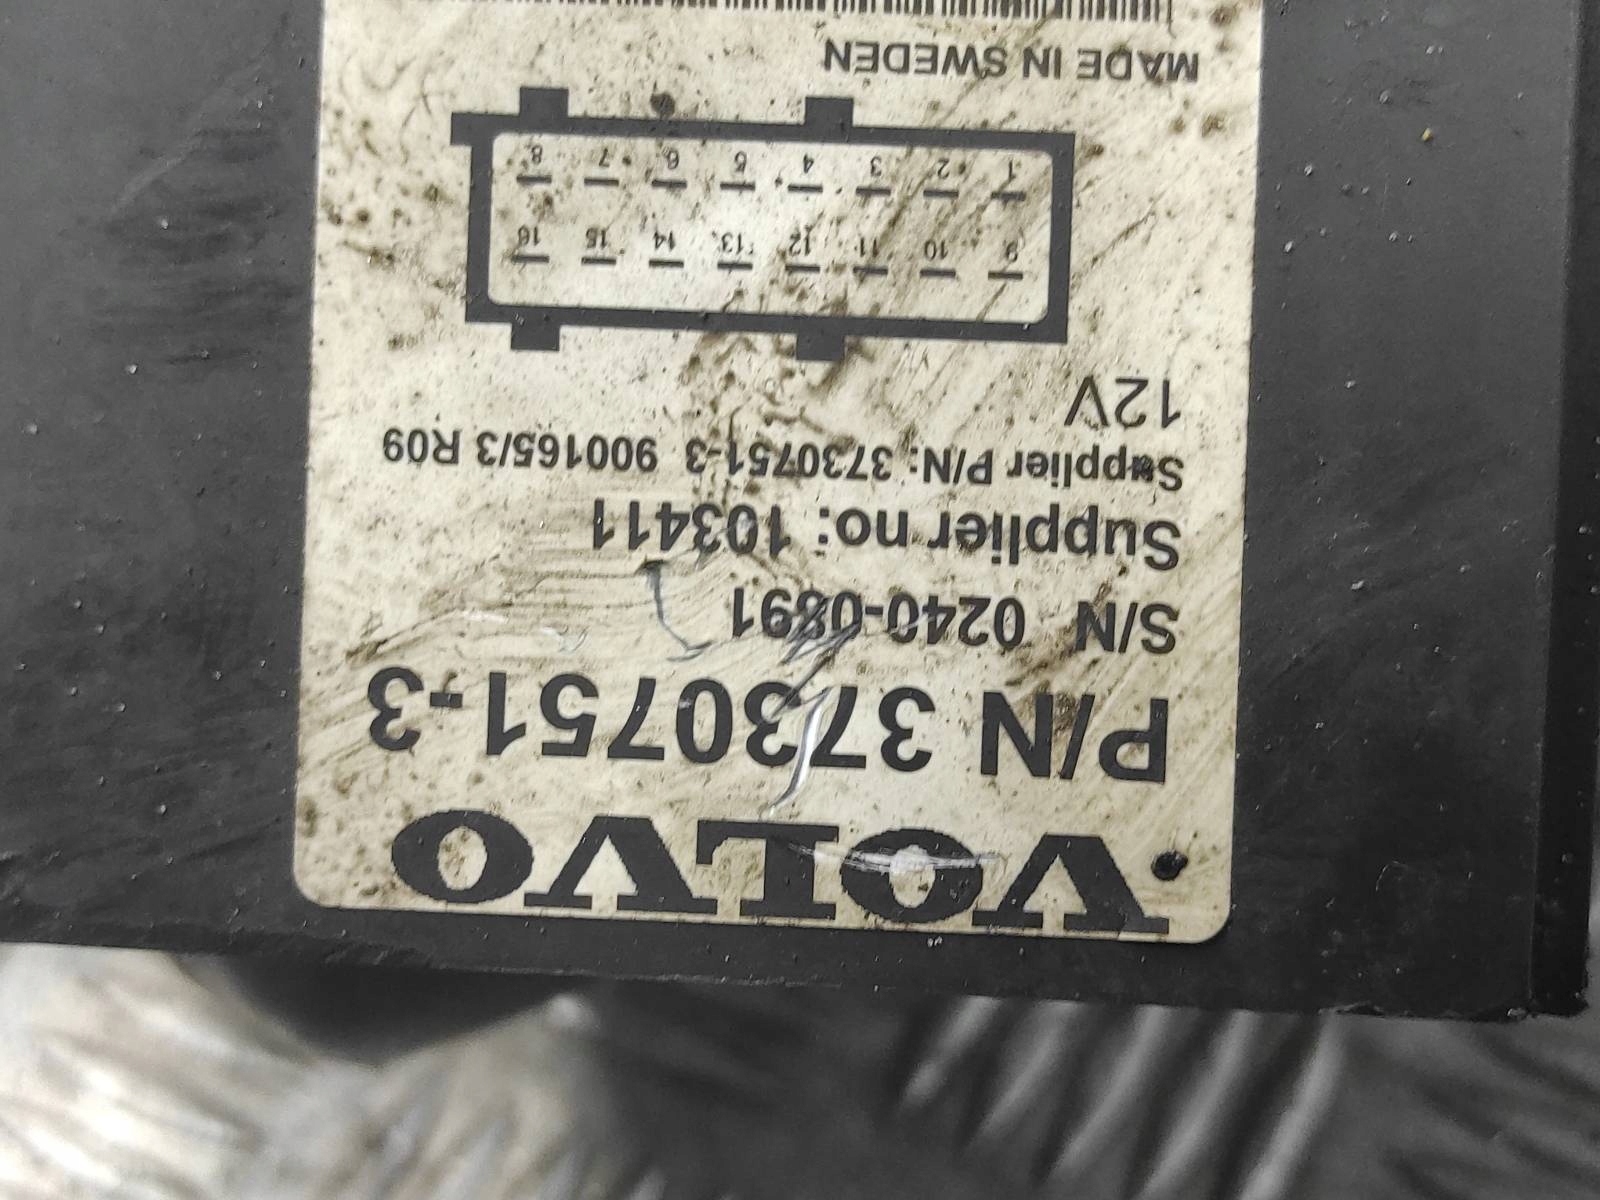 VOLVO
P/N 3730751-3
S/N 0240-0891
Supplier no: 103411
Supplier P/N: 3730751-3 900165/3 R09
12V
9 10 11 12 13 14 15 16
1 2 3 4 5 6 7 8
MADE IN SWEDEN